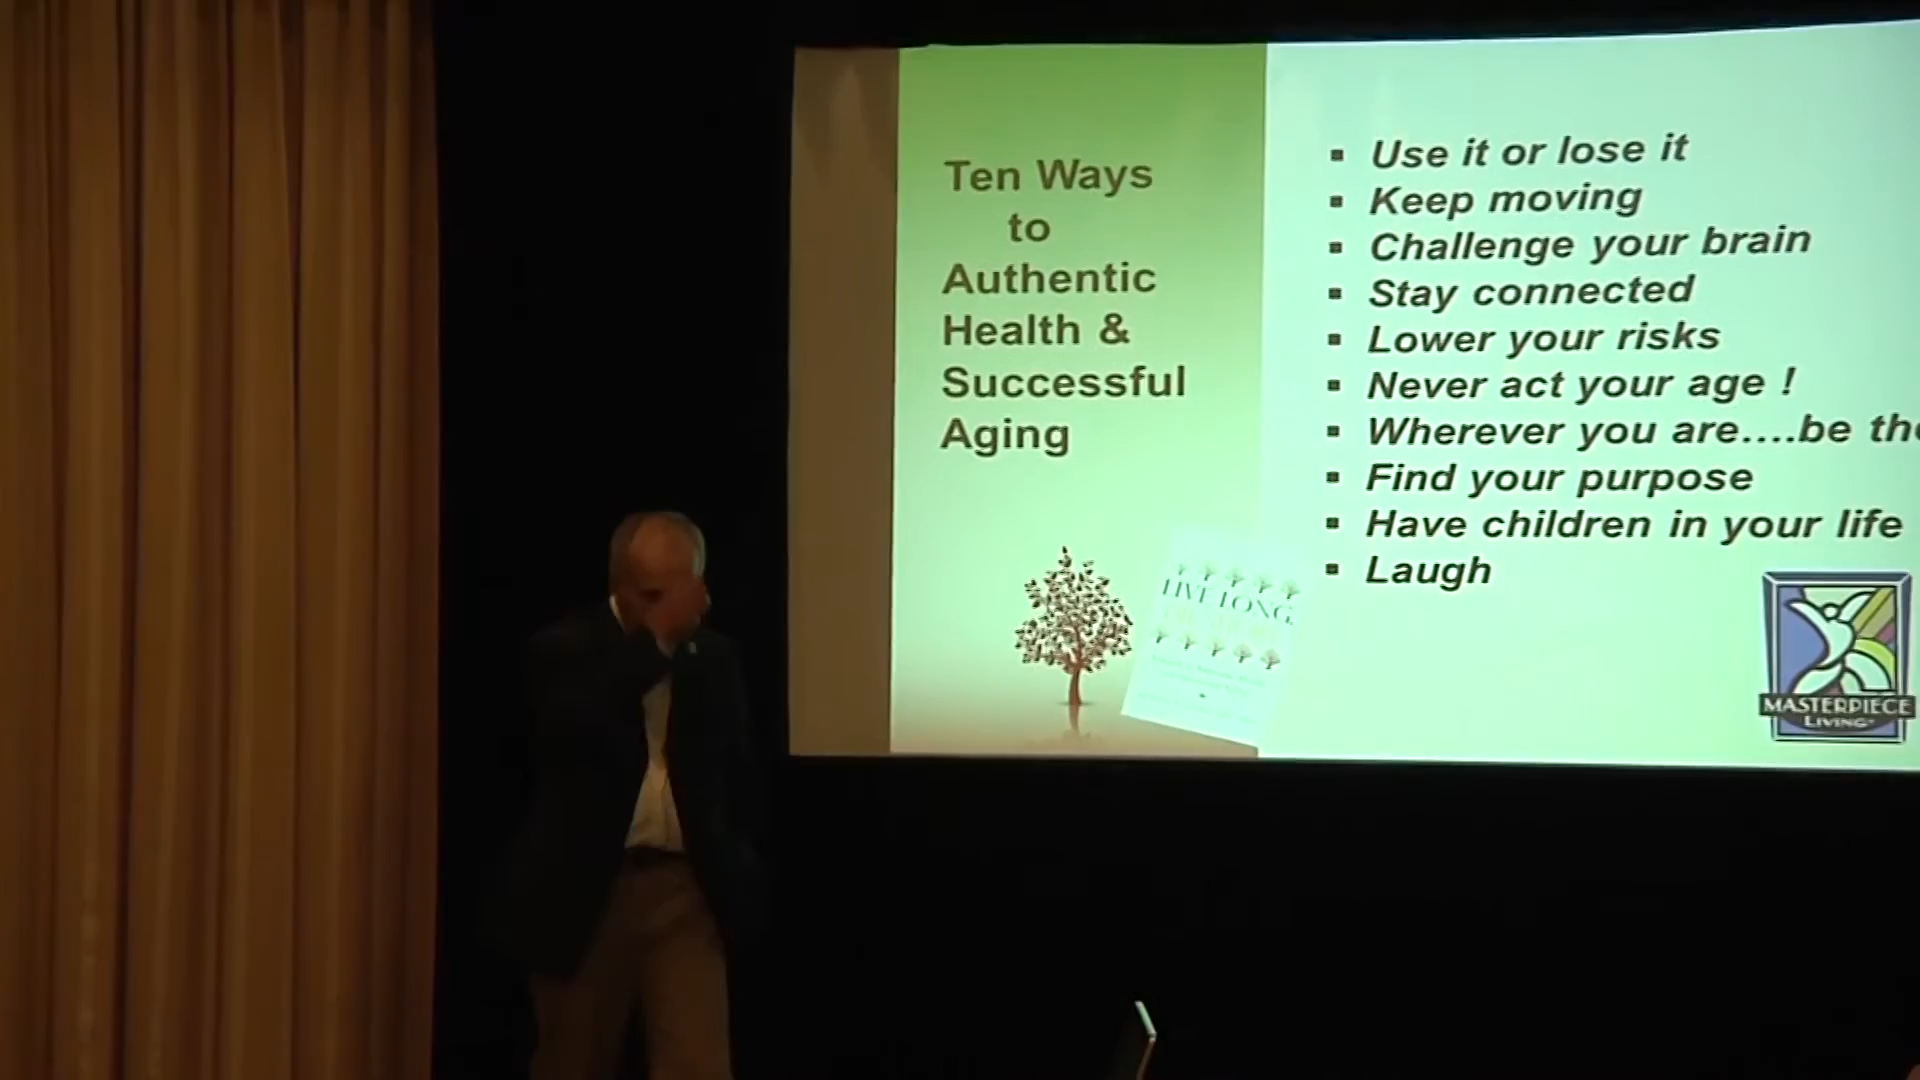 Ten Ways
to
Authentic
Health &
Successful
Aging
▪ Use it or lose it
▪ Keep moving
▪ Challenge your brain
▪ Stay connected
▪ Lower your risks
▪ Never act your age !
▪ Wherever you are....be the
▪ Find your purpose
▪ Have children in your life
▪ Laugh
LIVE LONG,
MASTERPIECE
LIVING